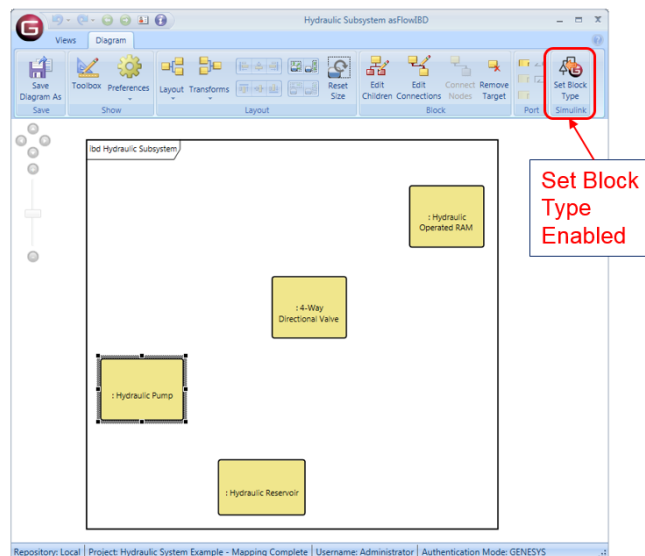 Hydraulic Subsystem asFlowIBD
Views Diagram
Save
Diagram As
Toolbox
Preferences
Layout
Transforms
Reset
Size
Edit
Children
Edit
Connections
Connect
Nodes
Remove
Target
Set Block
Type
Save Show Layout Block Port Simulink
ibd Hydraulic Subsystem
Set Block
Type
Enabled
: Hydraulic
Operated RAM
: 4-Way
Directional Valve
: Hydraulic Pump
: Hydraulic Reservoir
Repository: Local Project: Hydraulic System Example - Mapping Complete Username: Administrator Authentication Mode: GENESYS